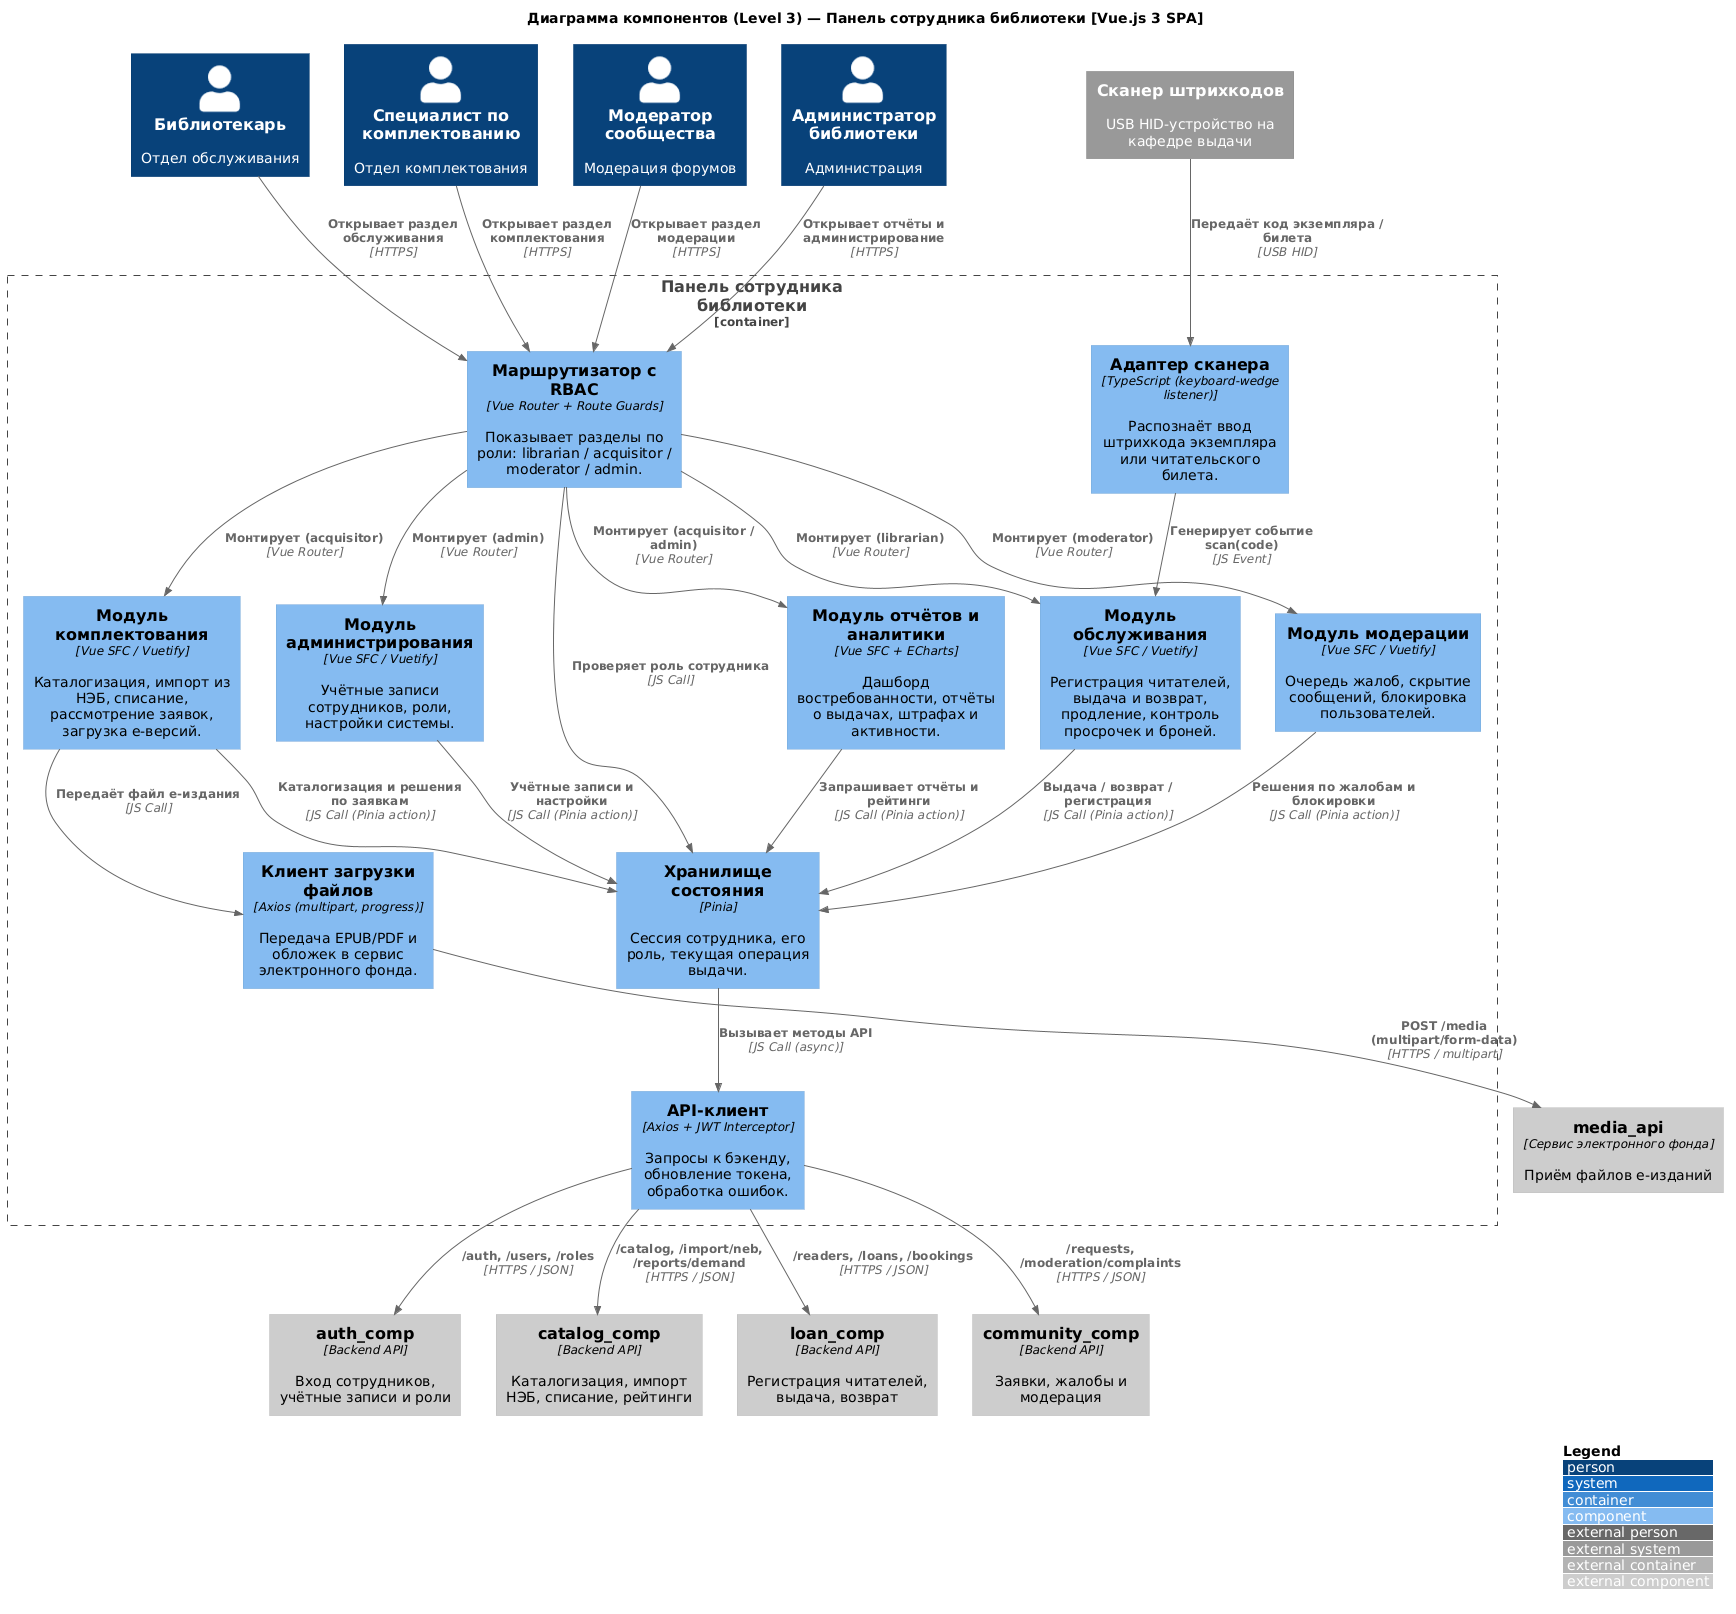 Диаграмма компонентов (Level 3) — Панель сотрудника библиотеки [Vue.js 3 SPA]
Библиотекарь
Отдел обслуживания
Специалист по
комплектованию
Отдел комплектования
Модератор
сообщества
Модерация форумов
Администратор
библиотеки
Администрация
Сканер штрихкодов
USB HID-устройство на
кафедре выдачи
Открывает раздел
обслуживания
[HTTPS]
Открывает раздел
комплектования
[HTTPS]
Открывает раздел
модерации
[HTTPS]
Открывает отчёты и
администрирование
[HTTPS]
Передаёт код экземпляра /
билета
[USB HID]
Панель сотрудника
библиотеки
[container]
Маршрутизатор с
RBAC
[Vue Router + Route Guards]
Показывает разделы по
роли: librarian / acquisitor /
moderator / admin.
Адаптер сканера
[TypeScript (keyboard-wedge
listener)]
Распознаёт ввод
штрихкода экземпляра
или читательского
билета.
Монтирует (acquisitor)
[Vue Router]
Монтирует (admin)
[Vue Router]
Монтирует (acquisitor /
admin)
[Vue Router]
Монтирует (librarian)
[Vue Router]
Монтирует (moderator)
[Vue Router]
Генерирует событие
scan(code)
[JS Event]
Модуль
комплектования
[Vue SFC / Vuetify]
Каталогизация, импорт из
НЭБ, списание,
рассмотрение заявок,
загрузка е-версий.
Модуль
администрирования
[Vue SFC / Vuetify]
Учётные записи
сотрудников, роли,
настройки системы.
Проверяет роль сотрудника
[JS Call]
Модуль отчётов и
аналитики
[Vue SFC + ECharts]
Дашборд
востребованности, отчёты
о выдачах, штрафах и
активности.
Модуль
обслуживания
[Vue SFC / Vuetify]
Регистрация читателей,
выдача и возврат,
продление, контроль
просрочек и броней.
Модуль модерации
[Vue SFC / Vuetify]
Очередь жалоб, скрытие
сообщений, блокировка
пользователей.
Передаёт файл е-издания
[JS Call]
Каталогизация и решения
по заявкам
[JS Call (Pinia action)]
Учётные записи и
настройки
[JS Call (Pinia action)]
Запрашивает отчёты и
рейтинги
[JS Call (Pinia action)]
Выдача / возврат /
регистрация
[JS Call (Pinia action)]
Решения по жалобам и
блокировки
[JS Call (Pinia action)]
Клиент загрузки
файлов
[Axios (multipart, progress)]
Передача EPUB/PDF и
обложек в сервис
электронного фонда.
Хранилище
состояния
[Pinia]
Сессия сотрудника, его
роль, текущая операция
выдачи.
Вызывает методы API
[JS Call (async)]
POST /media
(multipart/form-data)
[HTTPS / multipart]
API-клиент
[Axios + JWT Interceptor]
Запросы к бэкенду,
обновление токена,
обработка ошибок.
media_api
[Сервис электронного фонда]
Приём файлов е-изданий
/auth, /users, /roles
[HTTPS / JSON]
/catalog, /import/neb,
/reports/demand
[HTTPS / JSON]
/readers, /loans, /bookings
[HTTPS / JSON]
/requests,
/moderation/complaints
[HTTPS / JSON]
auth_comp
[Backend API]
Вход сотрудников,
учётные записи и роли
catalog_comp
[Backend API]
Каталогизация, импорт
НЭБ, списание, рейтинги
loan_comp
[Backend API]
Регистрация читателей,
выдача, возврат
community_comp
[Backend API]
Заявки, жалобы и
модерация
Legend
person
system
container
component
external person
external system
external container
external component